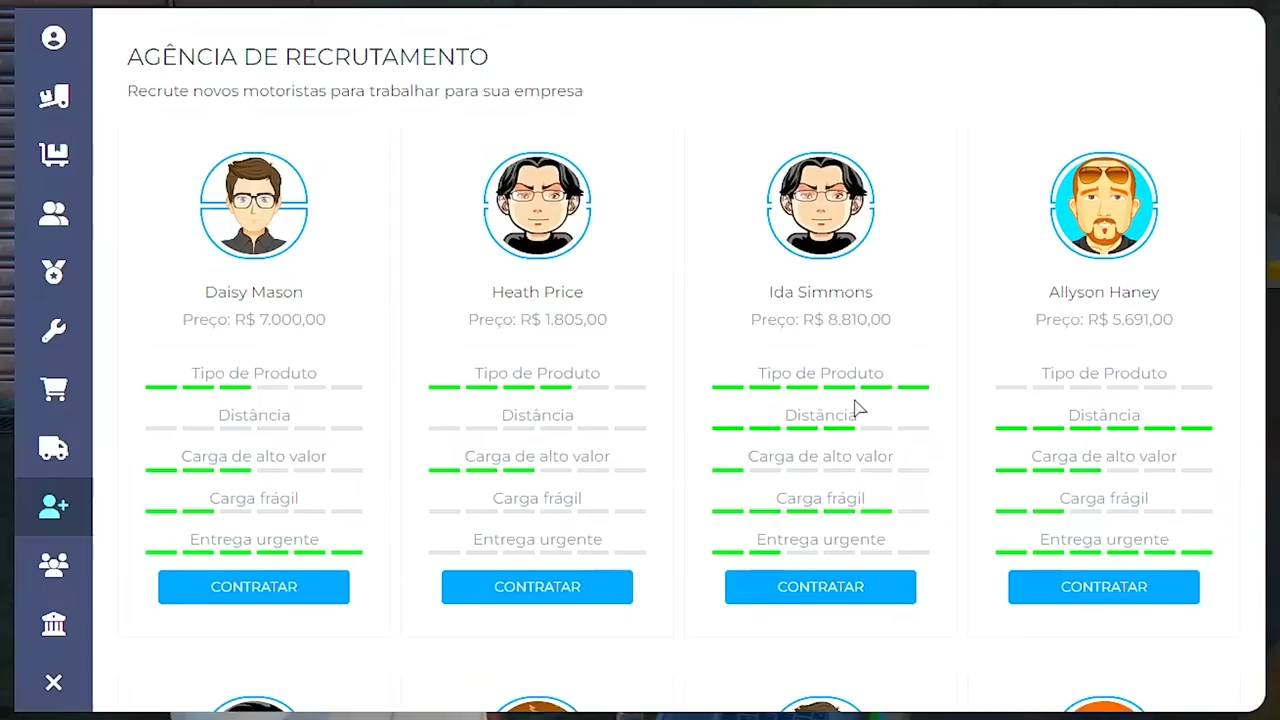 AGÊNCIA DE RECRUTAMENTO
Recrute novos motoristas para trabalhar para sua empresa
Daisy Mason
Preço: R$ 7.000,00
Tipo de Produto
Distância
Carga de alto valor
Carga frágil
Entrega urgente
CONTRATAR
Heath Price
Preço: R$ 1.805,00
Tipo de Produto
Distância
Carga de alto valor
Carga frágil
Entrega urgente
CONTRATAR
Ida Simmons
Preço: R$ 8.810,00
Tipo de Produto
Distância
Carga de alto valor
Carga frágil
Entrega urgente
CONTRATAR
Allyson Haney
Preço: R$ 5.691,00
Tipo de Produto
Distância
Carga de alto valor
Carga frágil
Entrega urgente
CONTRATAR